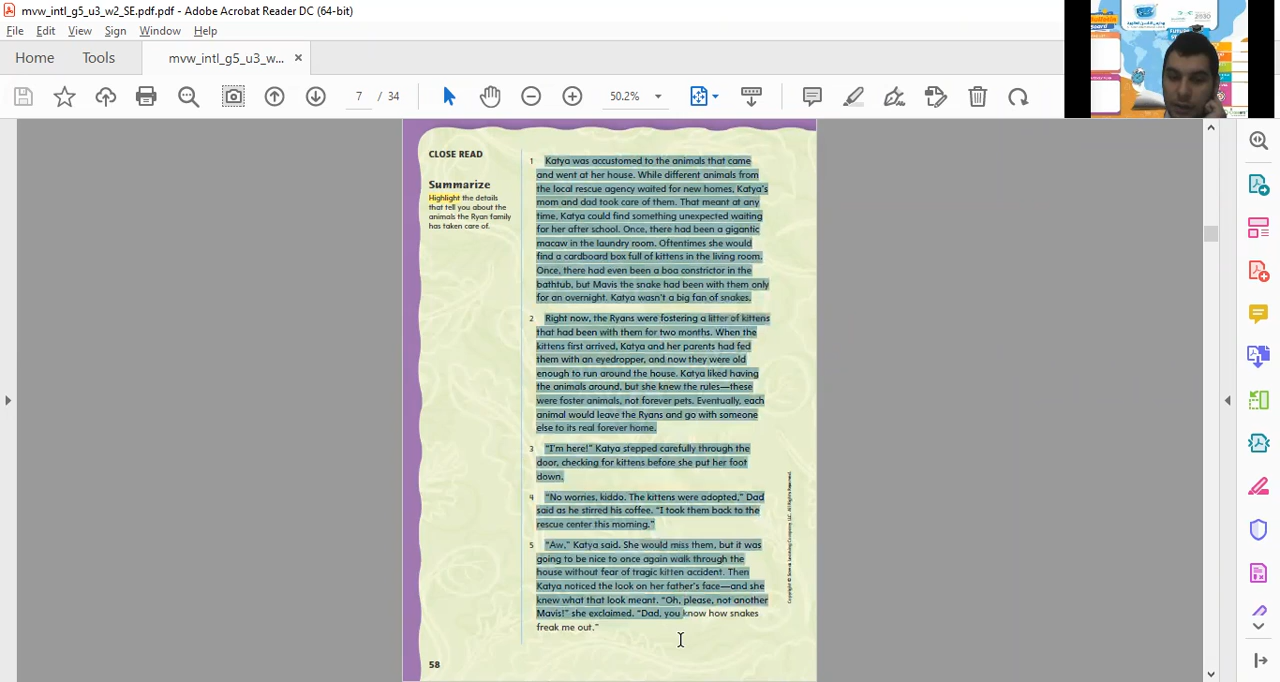 mvw_intl_g5_u3_w2_SE.pdf.pdf - Adobe Acrobat Reader DC (64-bit)
File Edit View Sign Window Help
Home Tools mvw_intl_g5_u3_w... ×
7 / 34 50.2%
CLOSE READ
Summarize
Highlight the details
that tell you about the
animals the Ryan family
has taken care of.
1 Katya was accustomed to the animals that came
and went at her house. While different animals from
the local rescue agency waited for new homes, Katya's
mom and dad took care of them. That meant at any
time, Katya could find something unexpected waiting
for her after school. Once, there had been a gigantic
macaw in the laundry room. Oftentimes she would
find a cardboard box full of kittens in the living room.
Once, there had even been a boa constrictor in the
bathtub, but Mavis the snake had been with them only
for an overnight. Katya wasn't a big fan of snakes.
2 Right now, the Ryans were fostering a litter of kittens
that had been with them for two months. When the
kittens first arrived, Katya and her parents had fed
them with an eyedropper, and now they were old
enough to run around the house. Katya liked having
the animals around, but she knew the rules—these
were foster animals, not forever pets. Eventually, each
animal would leave the Ryans and go with someone
else to its real forever home.
3 "I'm here!" Katya stepped carefully through the
door, checking for kittens before she put her foot
down.
4 "No worries, kiddo. The kittens were adopted," Dad
said as he stirred his coffee. "I took them back to the
rescue center this morning."
5 "Aw," Katya said. She would miss them, but it was
going to be nice to once again walk through the
house without fear of tragic kitten accident. Then
Katya noticed the look on her father's face—and she
knew what that look meant. "Oh, please, not another
Mavis!" she exclaimed. "Dad, you know how snakes
freak me out."
58